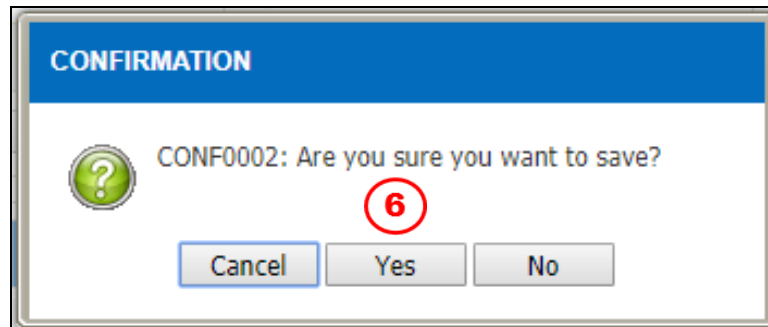 CONFIRMATION
CONF0002: Are you sure you want to save?
6
Cancel Yes No